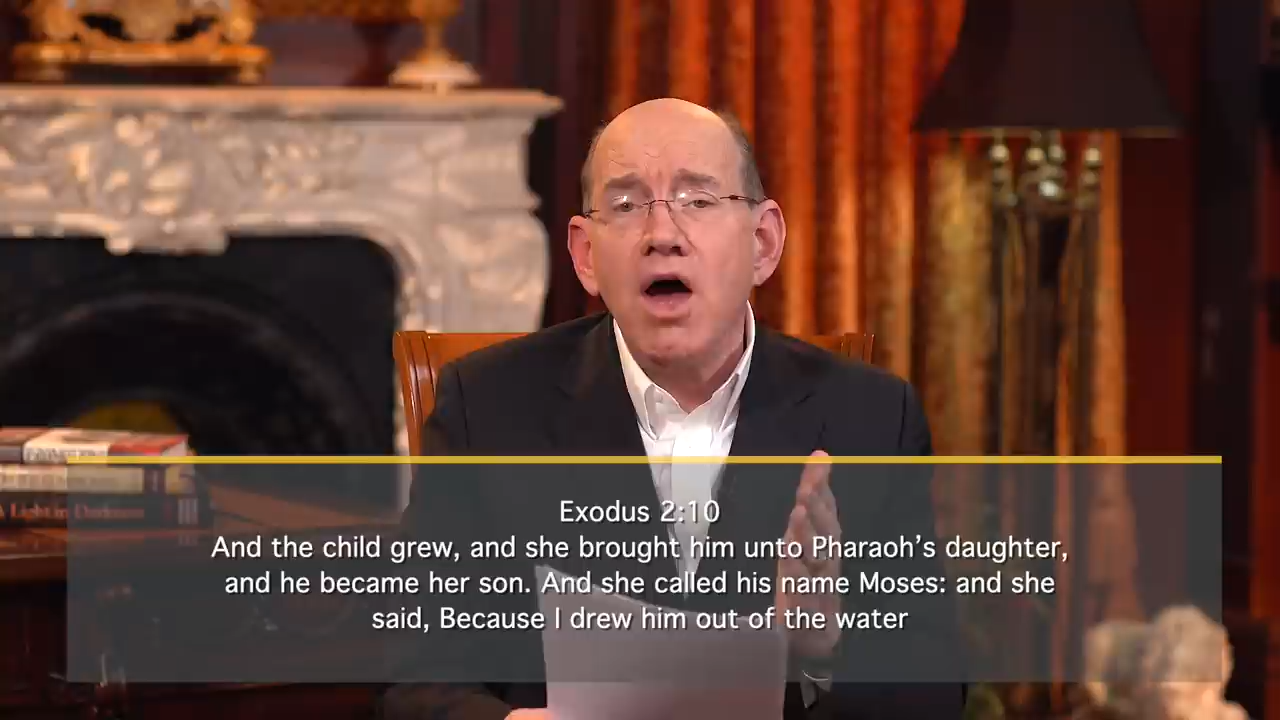 Exodus 2:10
And the child grew, and she brought him unto Pharaoh’s daughter,
and he became her son. And she called his name Moses: and she
said, Because I drew him out of the water
A Light in Darkness